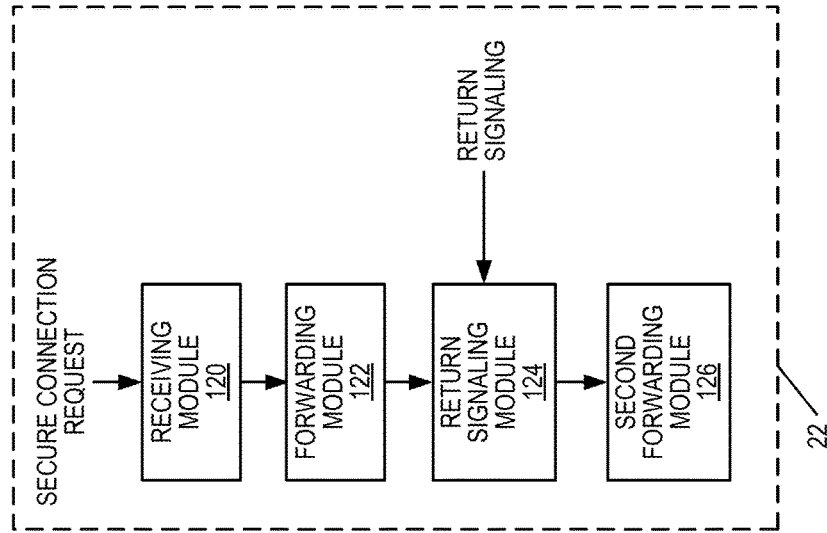 SECURE CONNECTION
REQUEST
RECEIVING
MODULE
120
FORWARDING
MODULE
122
RETURN
SIGNALING
MODULE
124
RETURN
SIGNALING
SECOND
FORWARDING
MODULE
126
22